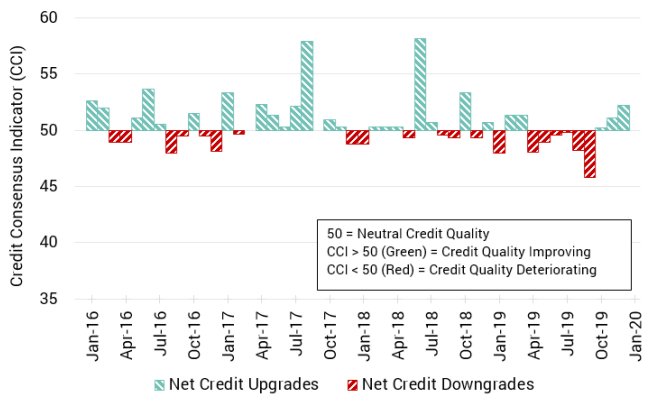 Credit Consensus Indicator (CCI)
60
55
50
45
40
35
50 = Neutral Credit Quality
CCI > 50 (Green) = Credit Quality Improving
CCI < 50 (Red) = Credit Quality Deteriorating
Jan-16
Apr-16
Jul-16
Oct-16
Jan-17
Apr-17
Jul-17
Oct-17
Jan-18
Apr-18
Jul-18
Oct-18
Jan-19
Apr-19
Jul-19
Oct-19
Jan-20
Net Credit Upgrades
Net Credit Downgrades